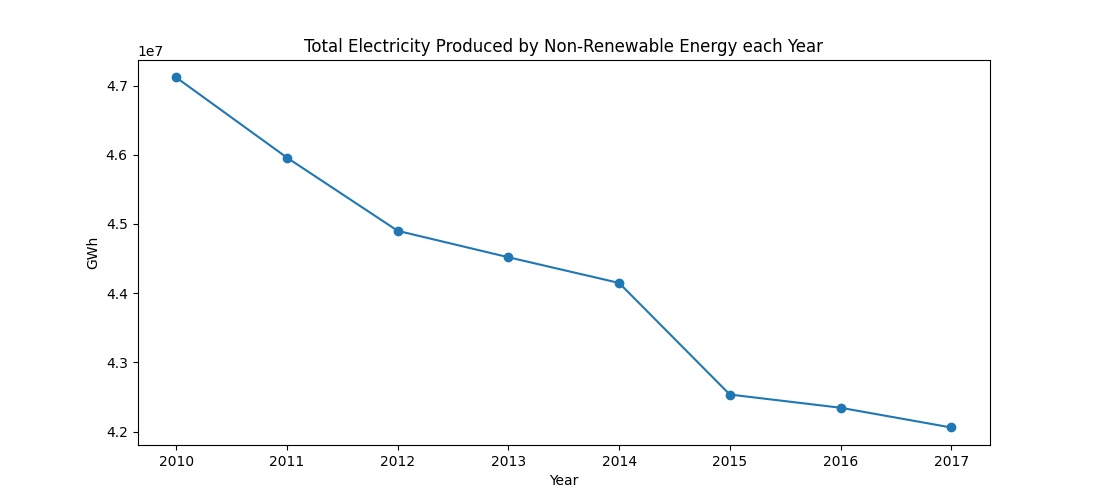 Total Electricity Produced by Non-Renewable Energy each Year
1e7
4.7
4.6
4.5
4.4
4.3
4.2
GWh
2010 2011 2012 2013 2014 2015 2016 2017
Year